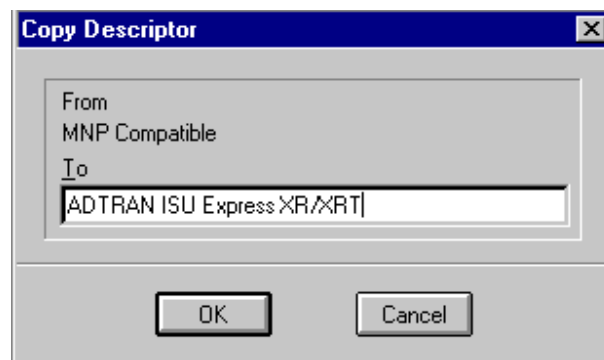 Copy Descriptor
From
MNP Compatible
To
ADTRAN ISU Express XR/XRT
OK
Cancel